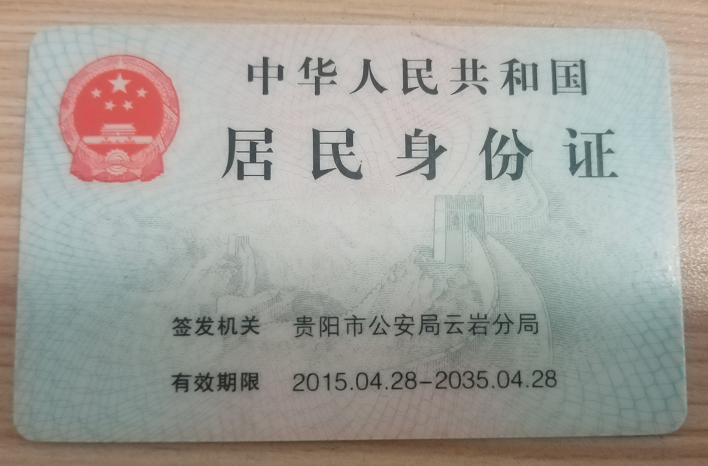 中华人民共和国
居民身份证
签发机关 贵阳市公安局云岩分局
有效期限 2015.04.28-2035.04.28